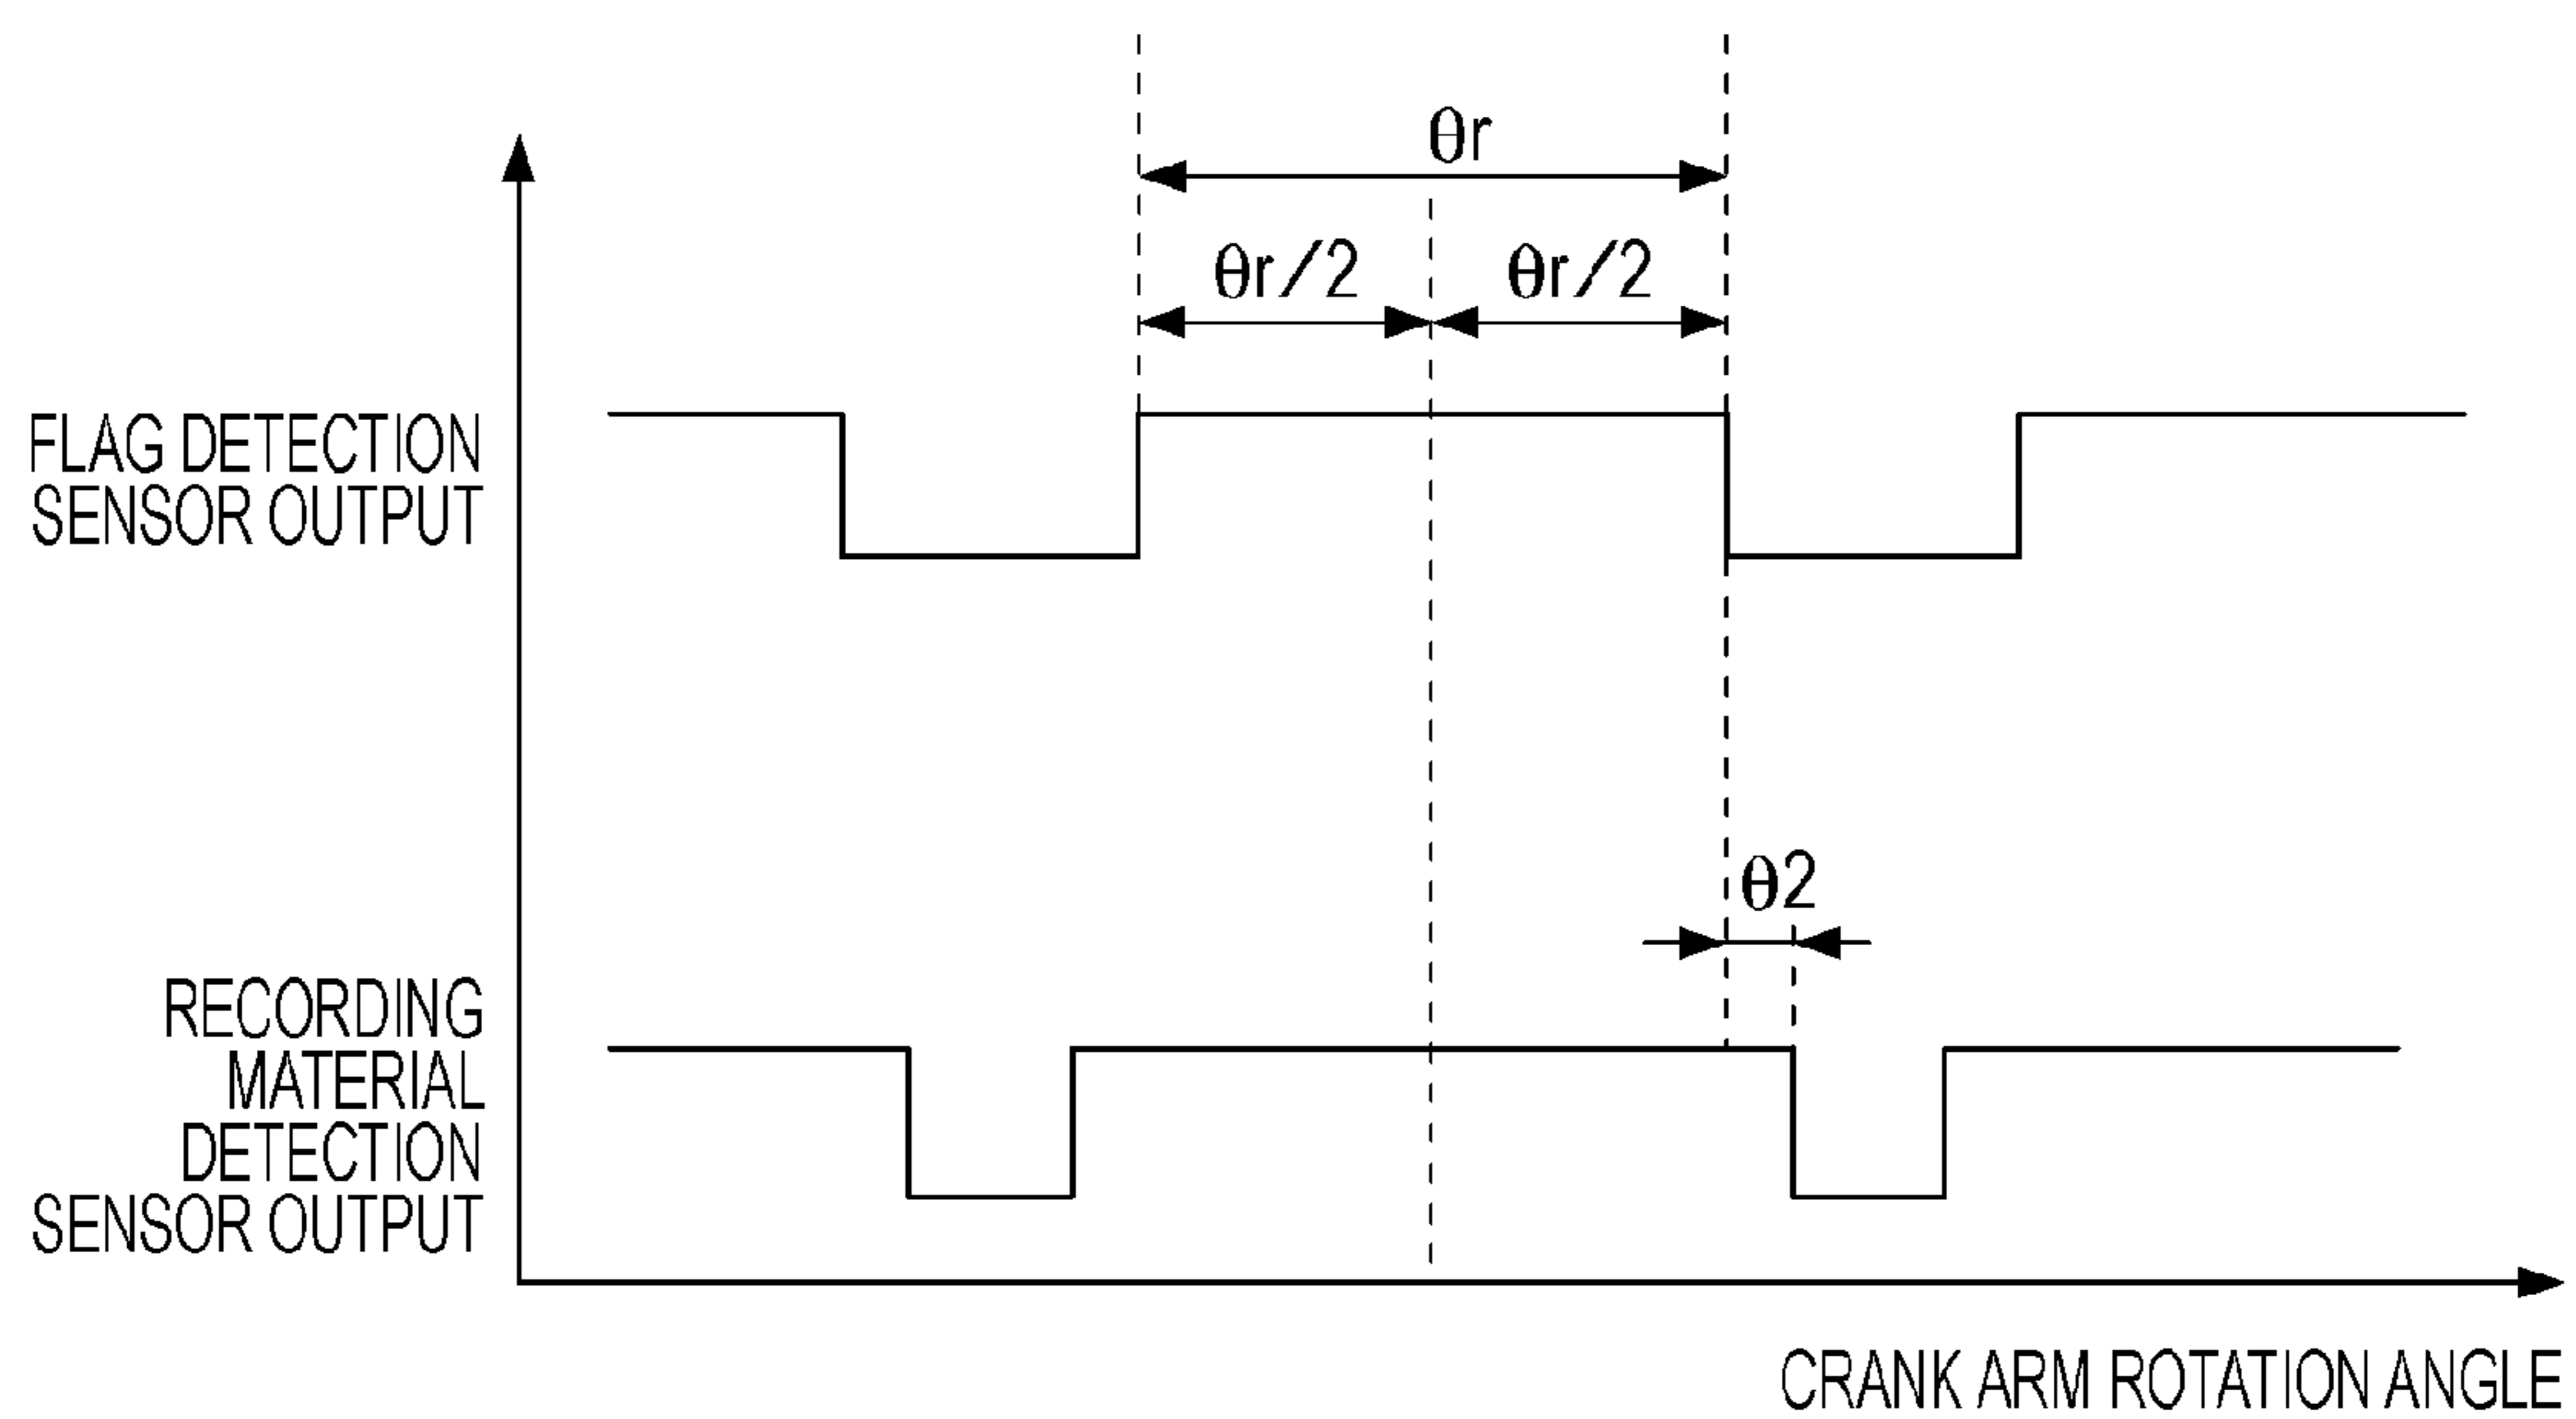 θr
θr/2 θr/2
FLAG DETECTION
SENSOR OUTPUT
θ2
RECORDING
MATERIAL
DETECTION
SENSOR OUTPUT
CRANK ARM ROTATION ANGLE